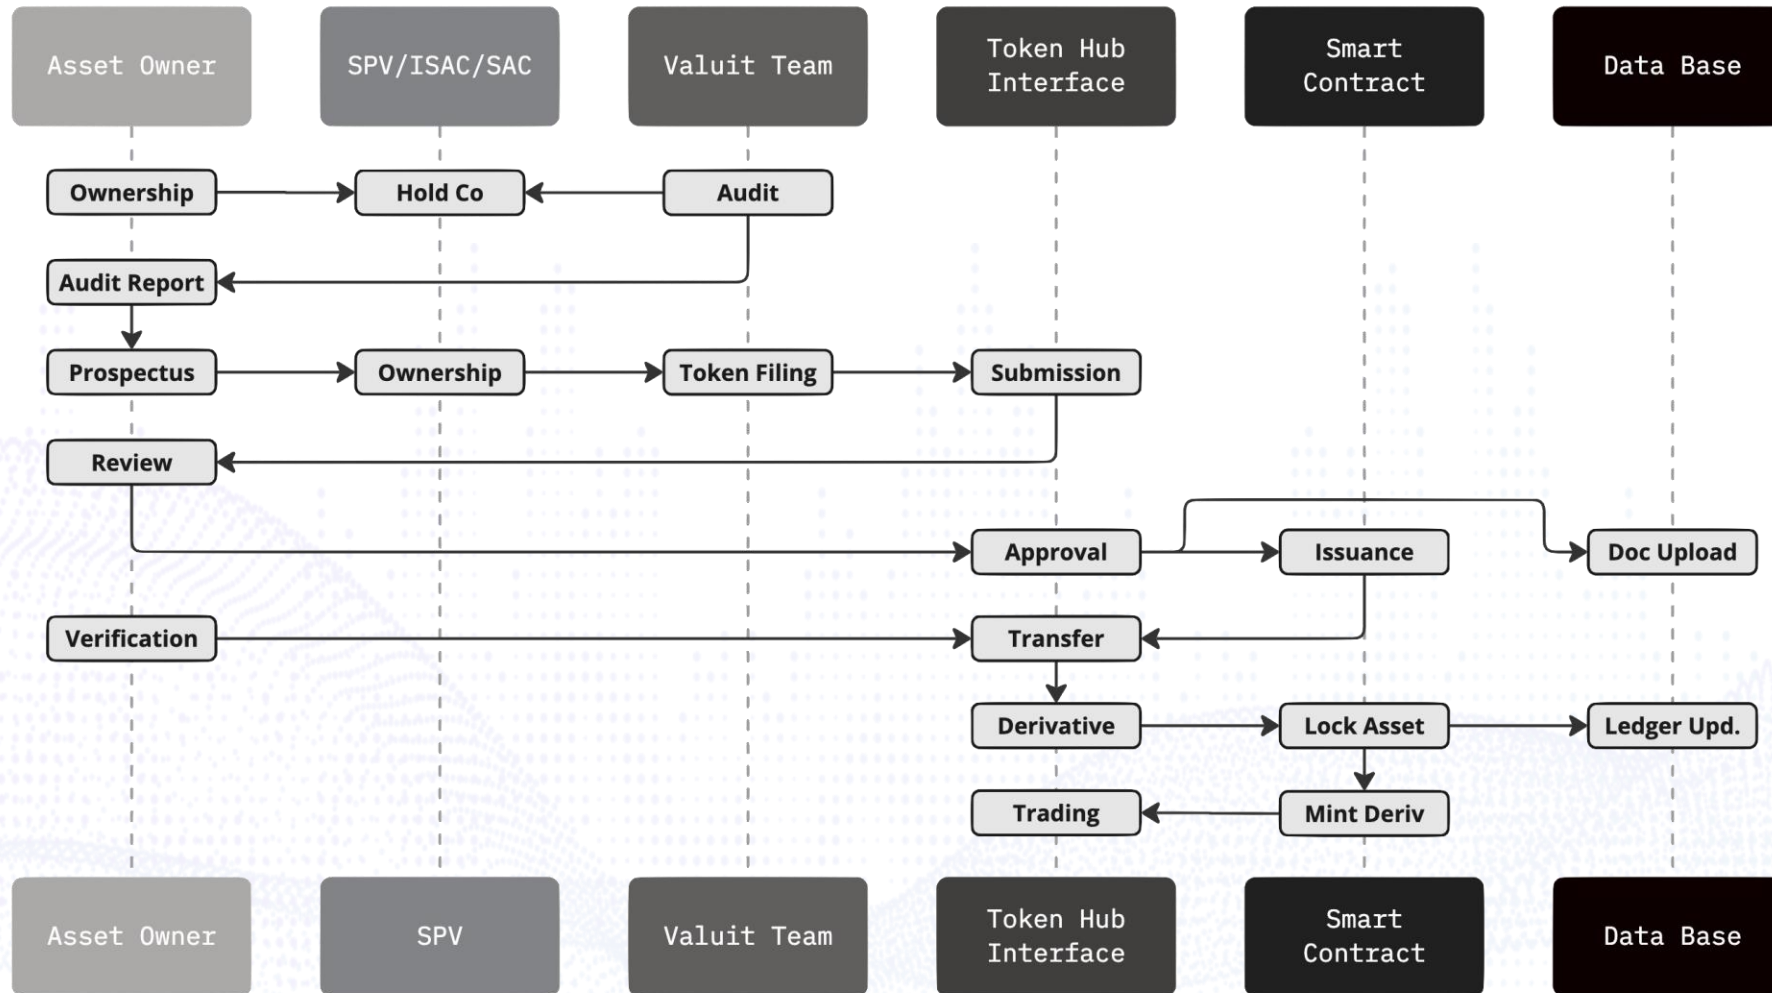 Asset Owner
SPV/ISAC/SAC
Valuit Team
Token Hub
Interface
Smart
Contract
Data Base
Ownership
Hold Co
Audit
Audit Report
Prospectus
Ownership
Token Filing
Submission
Review
Approval
Issuance
Doc Upload
Verification
Transfer
Derivative
Lock Asset
Ledger Upd.
Trading
Mint Deriv
Asset Owner
SPV
Valuit Team
Token Hub
Interface
Smart
Contract
Data Base